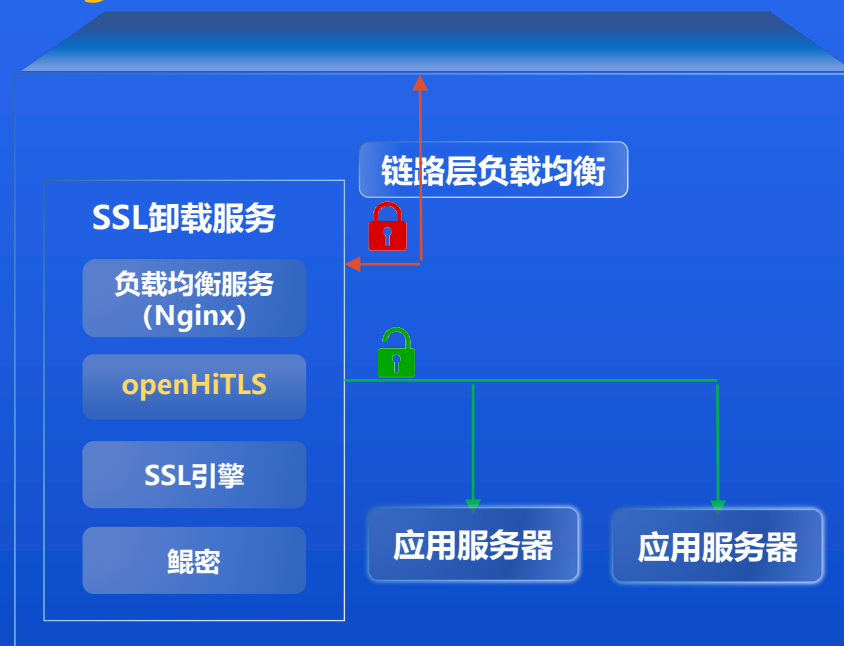 链路层负载均衡
SSL卸载服务
负载均衡服务
(Nginx)
openHiTLS
SSL引擎
鲲密
应用服务器
应用服务器